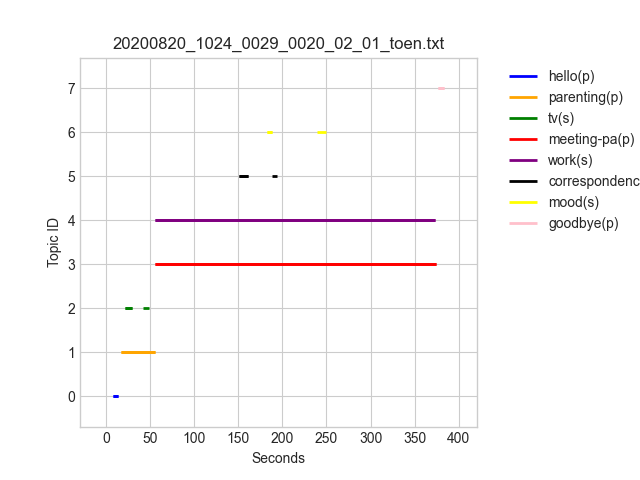 20200820_1024_0029_0020_02_01_toen.txt
hello(p)
parenting(p)
tv(s)
meeting-pa(p)
work(s)
correspondenc
mood(s)
goodbye(p)
Topic ID
7
6
5
4
3
2
1
0
0 50 100 150 200 250 300 350 400
Seconds